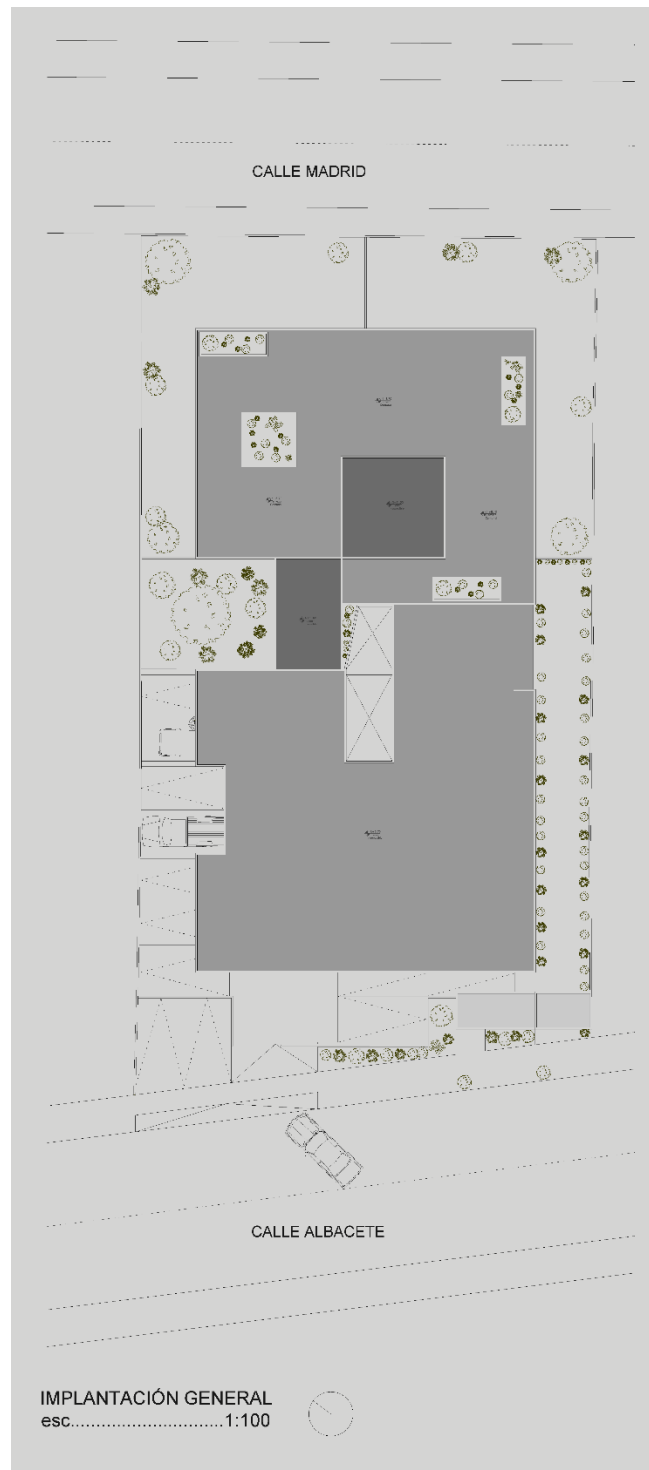 CALLE MADRID
CALLE ALBACETE
IMPLANTACIÓN GENERAL
esc............................1:100